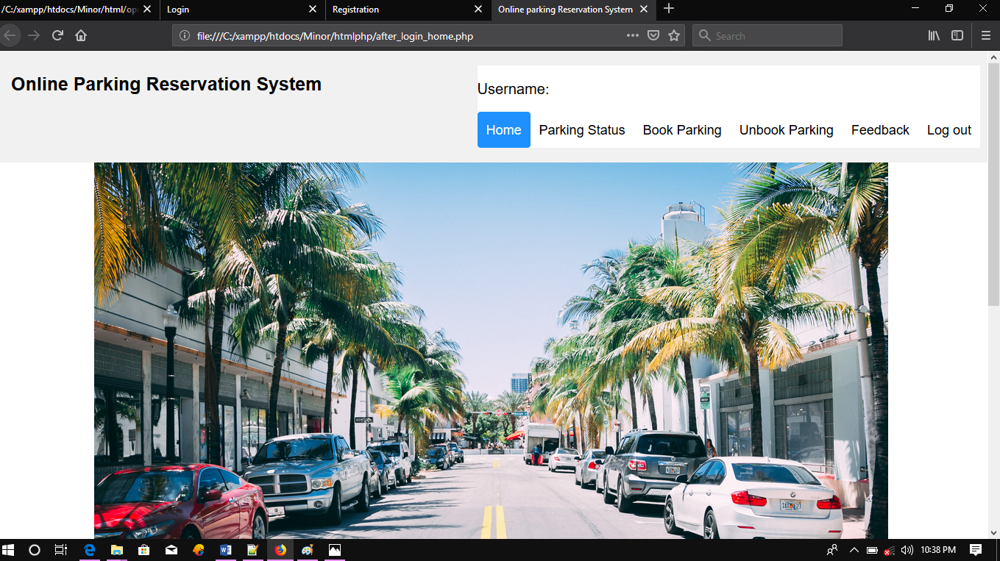 /C:/xampp/htdocs/Minor/html/op
Login
Registration
Online parking Reservation System
file:///C:/xampp/htdocs/Minor/htmlphp/after_login_home.php
Search
Online Parking Reservation System
Username:
Home Parking Status Book Parking Unbook Parking Feedback Log out
10:38 PM